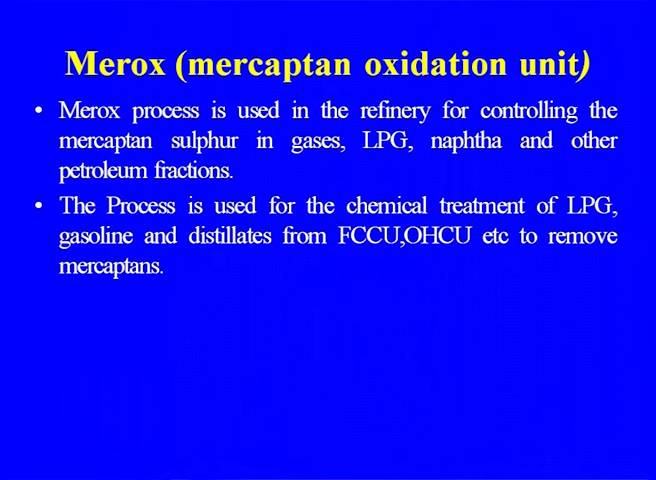 Merox (mercaptan oxidation unit)
• Merox process is used in the refinery for controlling the
mercaptan sulphur in gases, LPG, naphtha and other
petroleum fractions.
• The Process is used for the chemical treatment of LPG,
gasoline and distillates from FCCU,OHCU etc to remove
mercaptans.